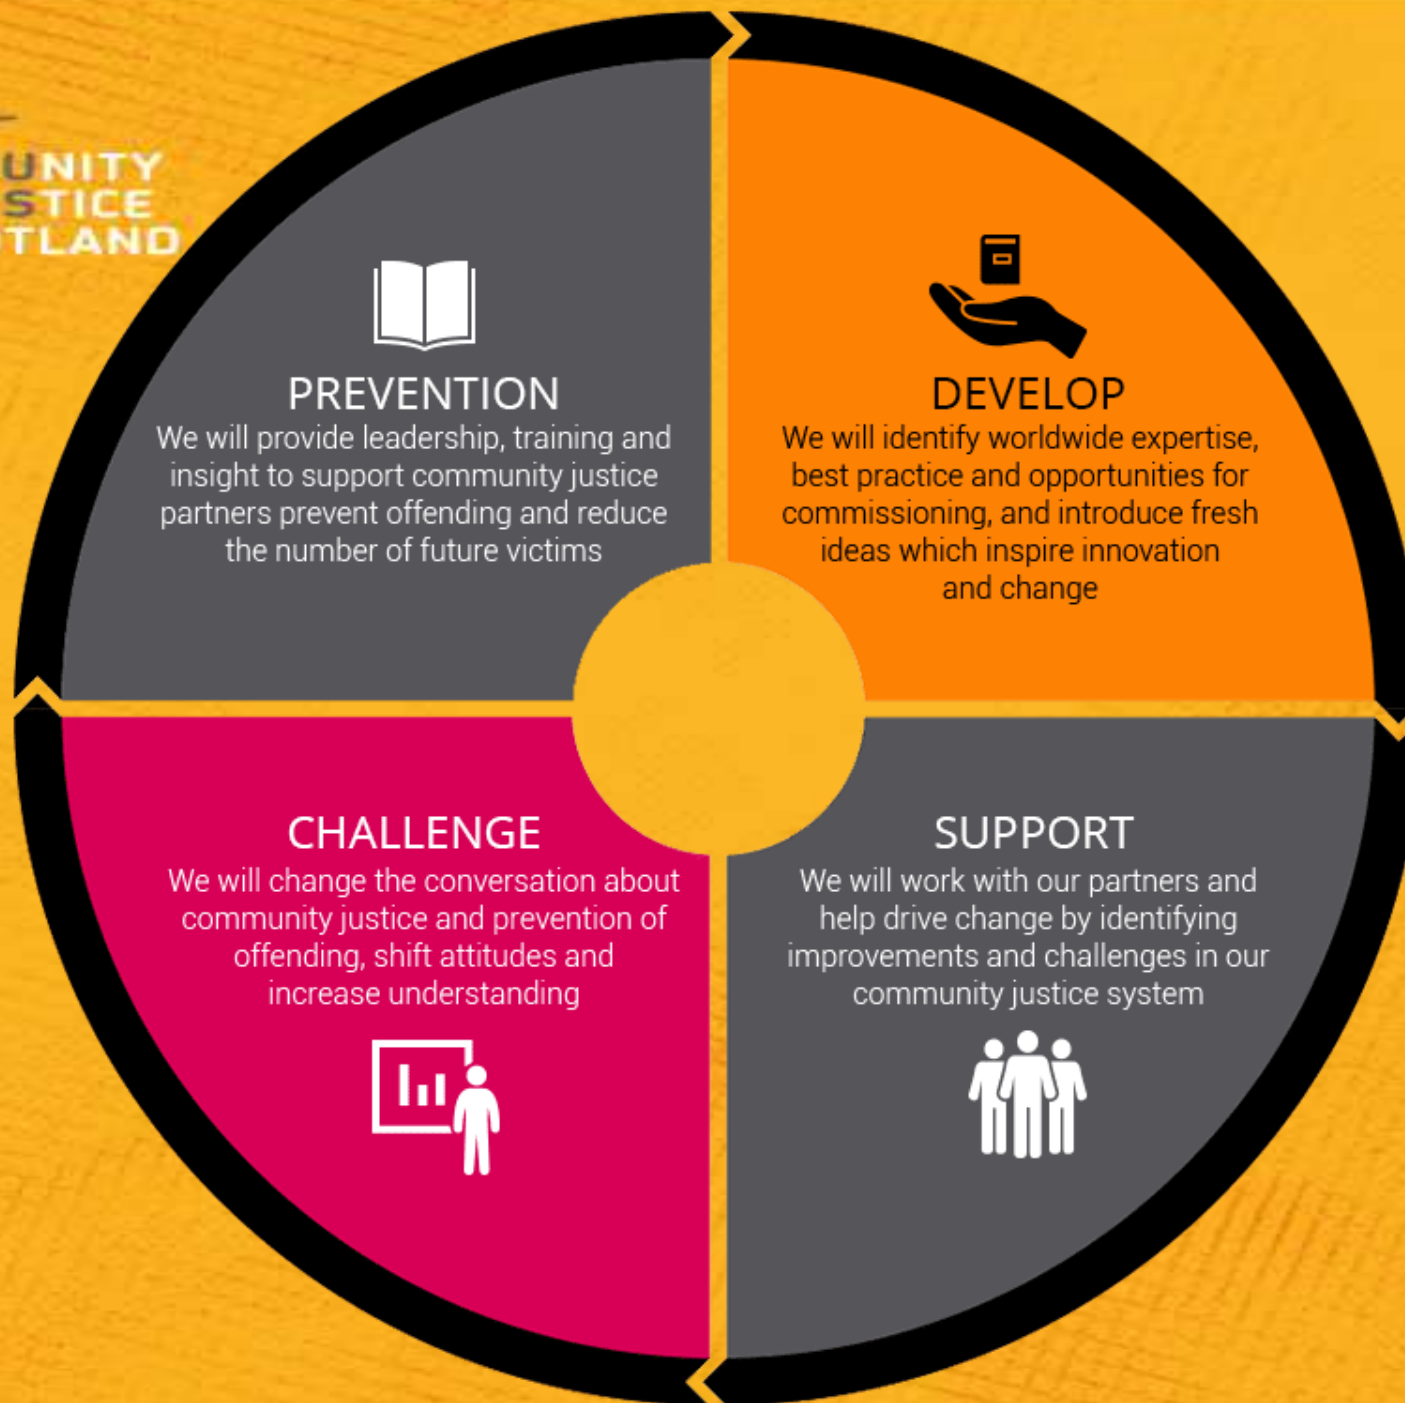 UNITY
STICE
TLAND
PREVENTION
We will provide leadership, training and
insight to support community justice
partners prevent offending and reduce
the number of future victims
DEVELOP
We will identify worldwide expertise,
best practice and opportunities for
commissioning, and introduce fresh
ideas which inspire innovation
and change
CHALLENGE
We will change the conversation about
community justice and prevention of
offending, shift attitudes and
increase understanding
SUPPORT
We will work with our partners and
help drive change by identifying
improvements and challenges in our
community justice system